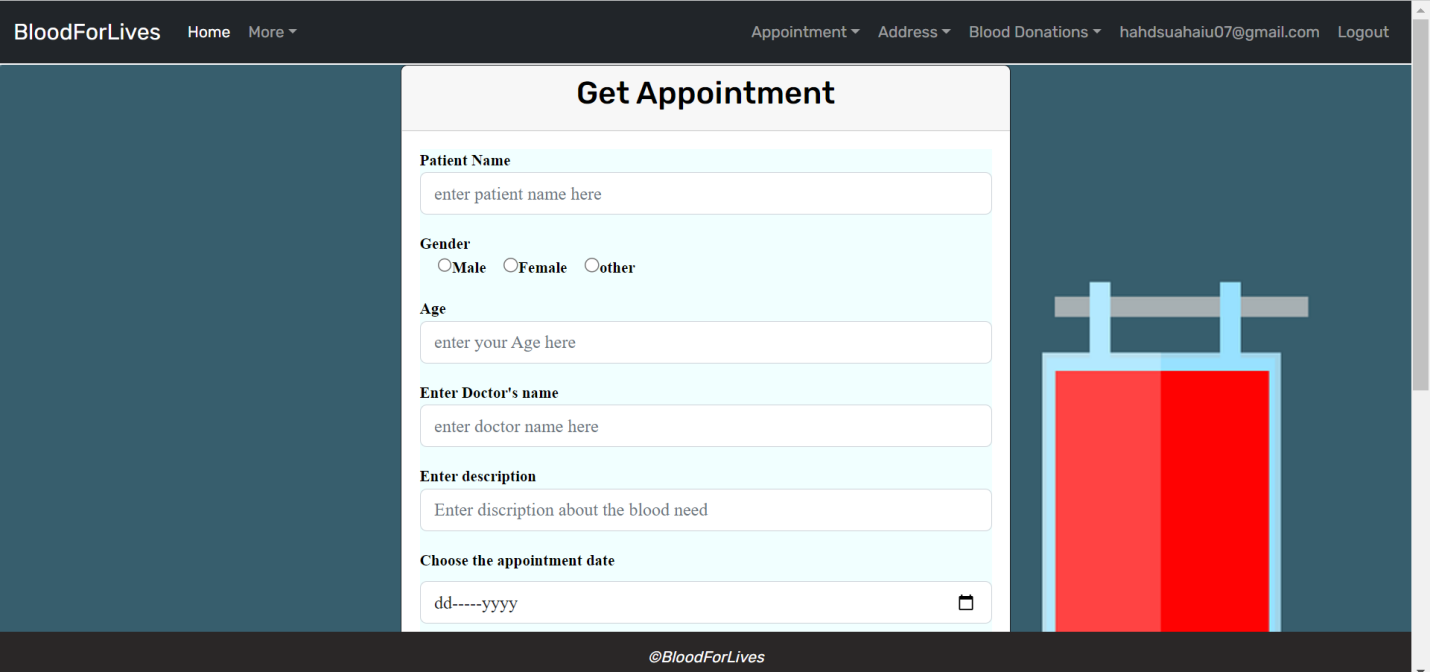 BloodForLives Home More Appointment Address Blood Donations hahdsuahaiu07@gmail.com Logout
Get Appointment
Patient Name
enter patient name here
Gender
Male Female other
Age
enter your Age here
Enter Doctor's name
enter doctor name here
Enter description
Enter discription about the blood need
Choose the appointment date
dd-----yyyy
©BloodForLives